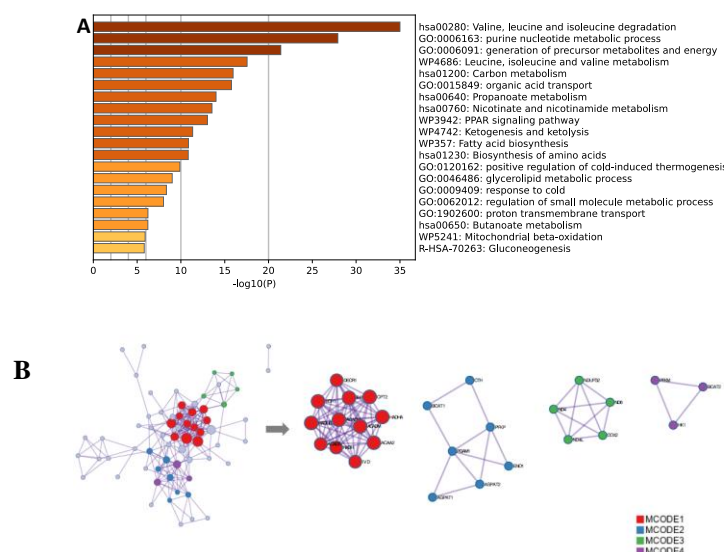 A
hsa00280: Valine, leucine and isoleucine degradation
GO:0006163: purine nucleotide metabolic process
GO:0006091: generation of precursor metabolites and energy
WP4686: Leucine, isoleucine and valine metabolism
hsa01200: Carbon metabolism
GO:0015849: organic acid transport
hsa00640: Propanoate metabolism
hsa00760: Nicotinate and nicotinamide metabolism
WP3942: PPAR signaling pathway
WP4742: Ketogenesis and ketolysis
WP357: Fatty acid biosynthesis
hsa01230: Biosynthesis of amino acids
GO:0120162: positive regulation of cold-induced thermogenesis
GO:0046486: glycerolipid metabolic process
GO:0009409: response to cold
GO:0062012: regulation of small molecule metabolic process
GO:1902600: proton transmembrane transport
hsa00650: Butanoate metabolism
WP5241: Mitochondrial beta-oxidation
R-HSA-70263: Gluconeogenesis
0 5 10 15 20 25 30 35
-log10(P)
B
MCODE1
MCODE2
MCODE3
MCODE4